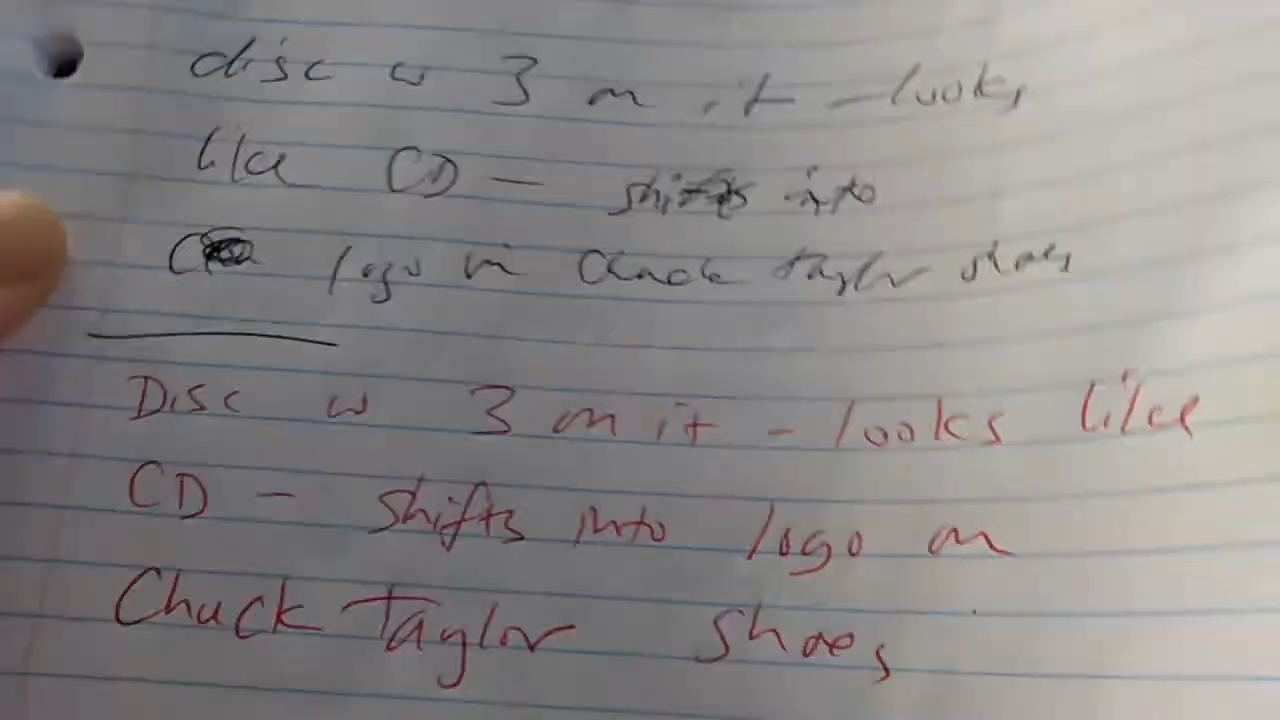 disc w 3 on it - looks
like CD - shifts into
logo on Chuck Taylor shoes
Disc w 3 on it - looks like
CD - shifts into logo on
Chuck Taylor shoes